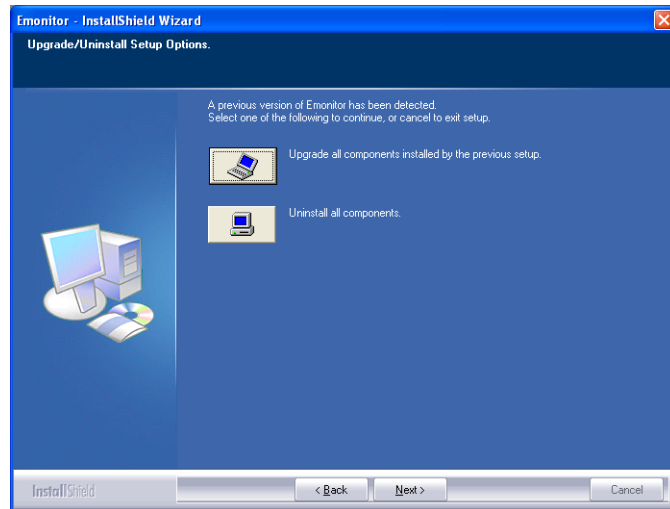 Emonitor - InstallShield Wizard
Upgrade/Uninstall Setup Options.
A previous version of Emonitor has been detected.
Select one of the following to continue, or cancel to exit setup.
Upgrade all components installed by the previous setup.
Uninstall all components.
InstallShield
< Back
Next >
Cancel